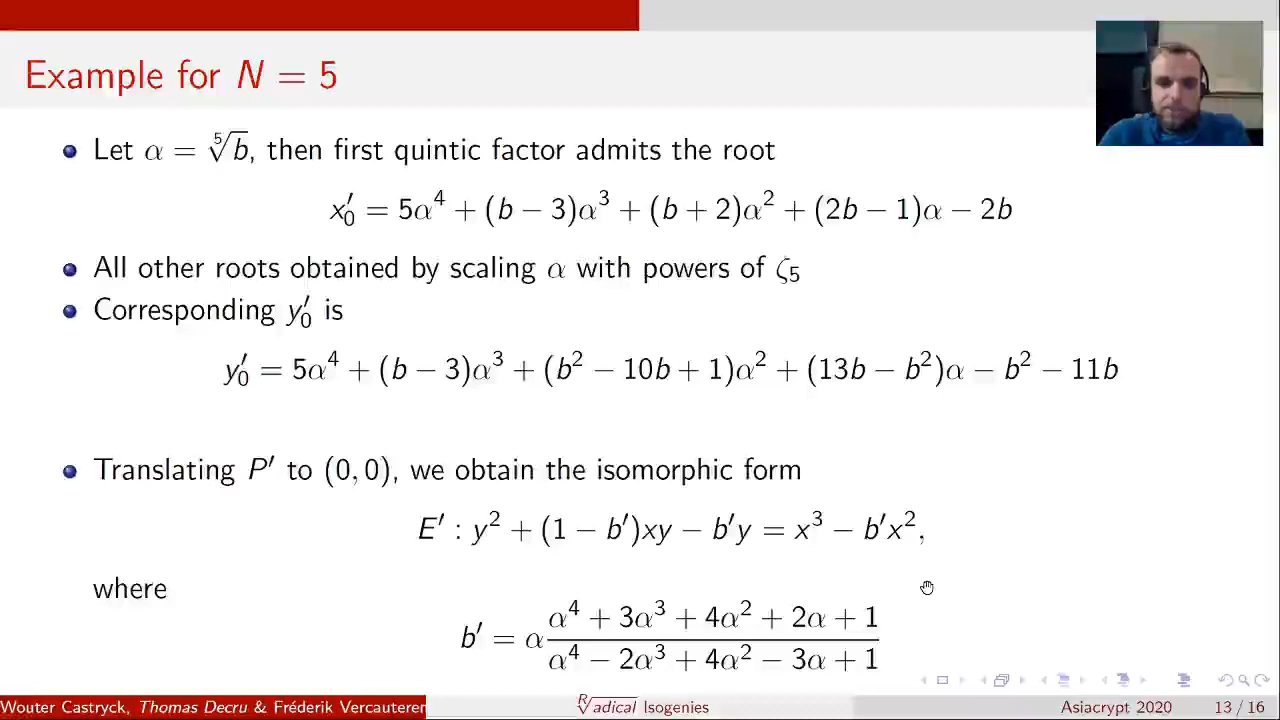 Example for N = 5
Let α = ⁵√b, then first quintic factor admits the root
x′₀ = 5α⁴ + (b − 3)α³ + (b + 2)α² + (2b − 1)α − 2b
All other roots obtained by scaling α with powers of ζ₅
Corresponding y′₀ is
y′₀ = 5α⁴ + (b − 3)α³ + (b² − 10b + 1)α² + (13b − b²)α − b² − 11b
Translating P′ to (0, 0), we obtain the isomorphic form
E′ : y² + (1 − b′)xy − b′y = x³ − b′x²,
where
b′ = α (α⁴ + 3α³ + 4α² + 2α + 1) / (α⁴ − 2α³ + 4α² − 3α + 1)
Wouter Castryck, Thomas Decru & Fréderik Vercauteren
ᴿ√adical Isogenies
Asiacrypt 2020
13 / 16